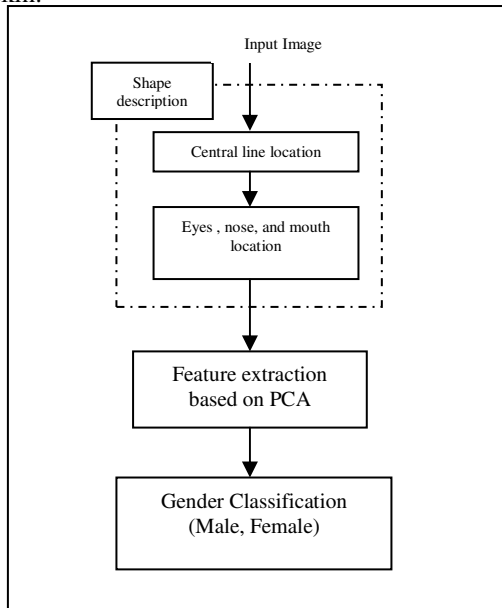 Input Image
Shape
description
Central line location
Eyes , nose, and mouth
location
Feature extraction
based on PCA
Gender Classification
(Male, Female)